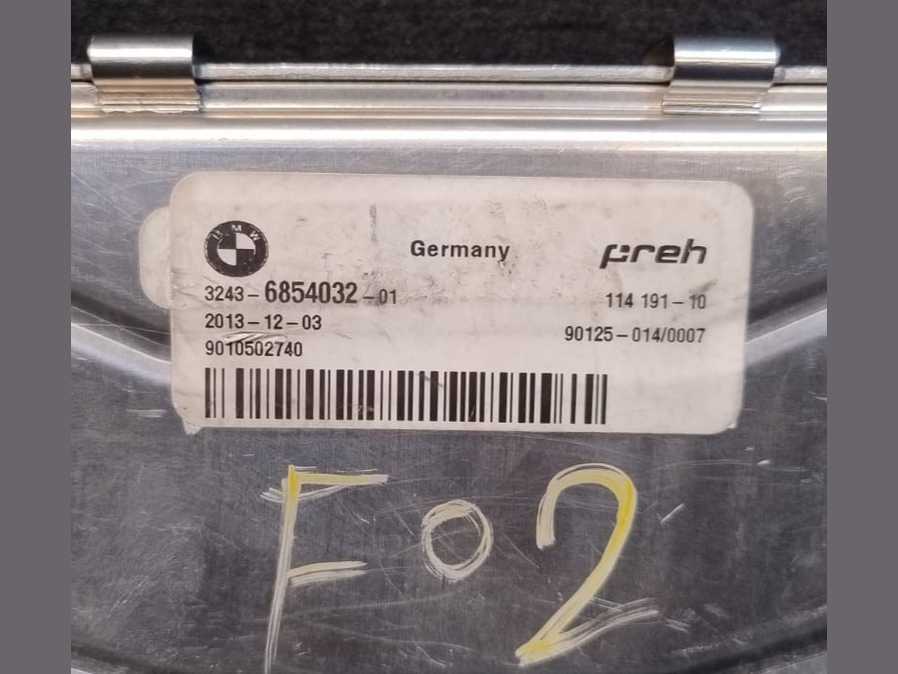 BMW
Germany preh
3243-6854032-01 114 191-10
2013-12-03 90125-014/0007
9010502740
F02